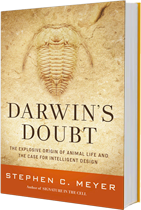 DARWIN'S
DOUBT
THE EXPLOSIVE ORIGIN OF ANIMAL LIFE AND
THE CASE FOR INTELLIGENT DESIGN
STEPHEN C. MEYER
Author of SIGNATURE IN THE CELL